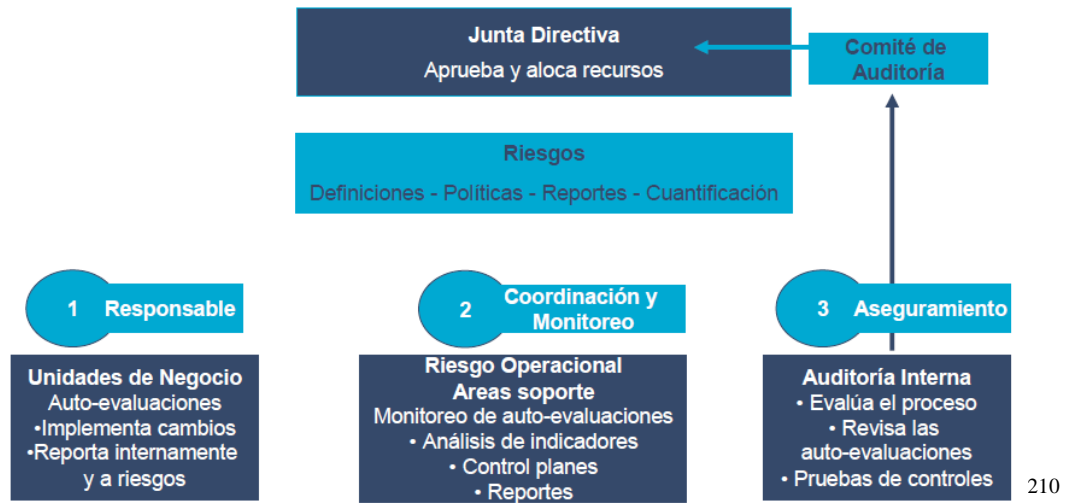 Junta Directiva
Aprueba y aloca recursos
Comité de
Auditoría
Riesgos
Definiciones - Políticas - Reportes - Cuantificación
1 Responsable
Unidades de Negocio
Auto-evaluaciones
•Implementa cambios
•Reporta internamente
y a riesgos
2 Coordinación y
Monitoreo
Riesgo Operacional
Areas soporte
Monitoreo de auto-evaluaciones
• Análisis de indicadores
• Control planes
• Reportes
3 Aseguramiento
Auditoría Interna
• Evalúa el proceso
• Revisa las
auto-evaluaciones
• Pruebas de controles
210